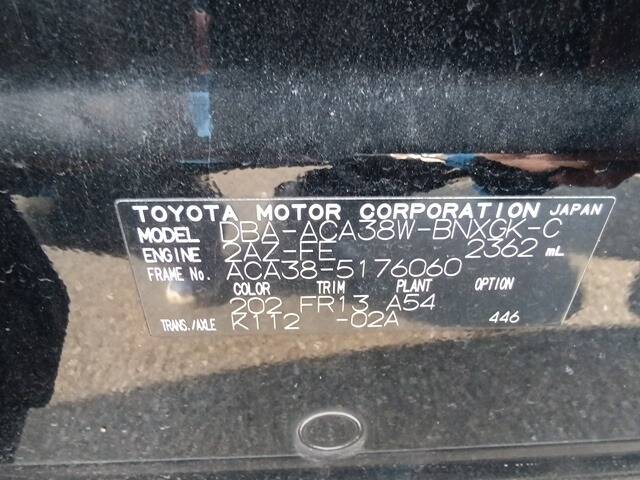 TOYOTA MOTOR CORPORATION JAPAN
MODEL DBA-ACA38W-BNXGK-C
ENGINE 2AZ-FE 2362 mL
FRAME No. ACA38-5176060
COLOR TRIM PLANT OPTION
202 FR13 A54
TRANS./AXLE K112 -02A 446